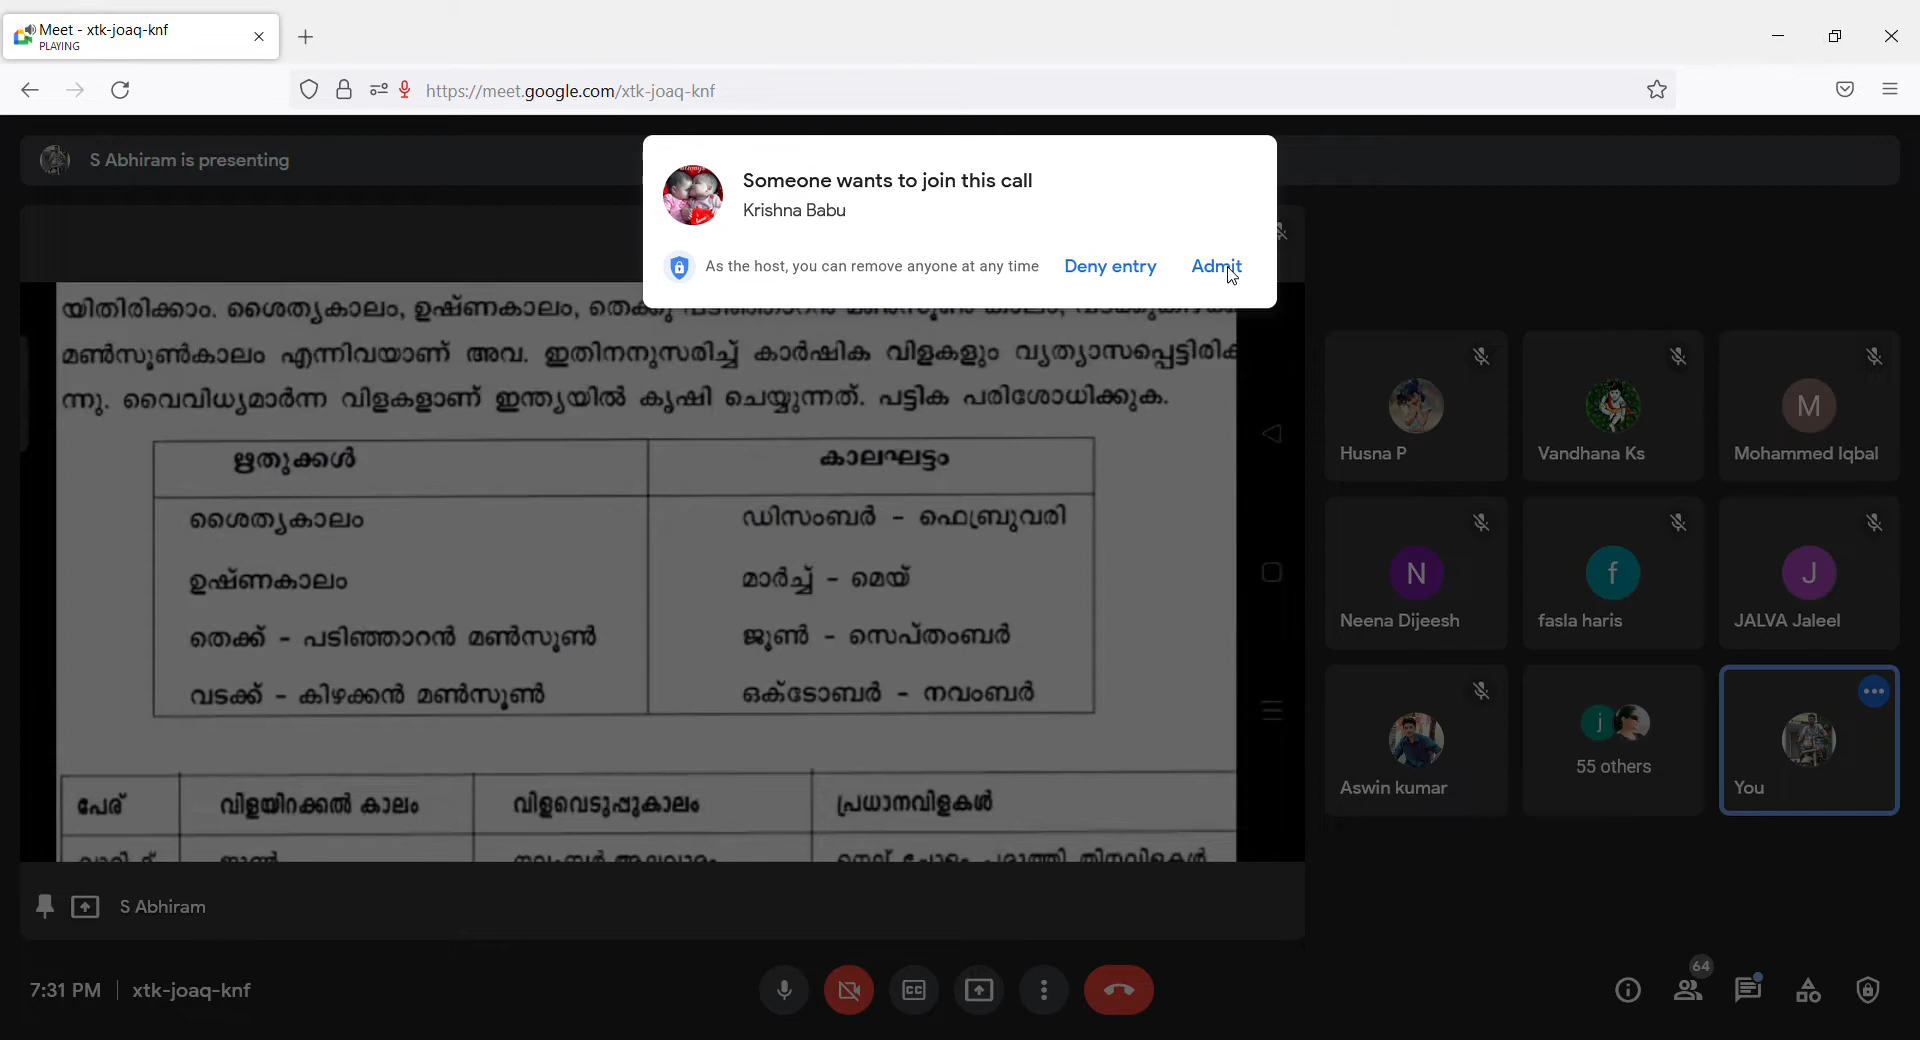 Meet - xtk-joaq-knf
PLAYING
https://meet.google.com/xtk-joaq-knf
S Abhiram is presenting
Someone wants to join this call
Krishna Babu
As the host, you can remove anyone at any time
Deny entry
Admit
യിതിരിക്കാം. ശൈത്യകാലം, ഉഷ്ണകാലം,
മൺസൂൺകാലം എന്നിവയാണ് അവ. ഇതിനനുസരിച്ച് കാർഷിക വിളകളും വ്യത്യാസപ്പെട്ടിരിക
ന്നു. വൈവിധ്യമാർന്ന വിളകളാണ് ഇന്ത്യയിൽ കൃഷി ചെയ്യുന്നത്. പട്ടിക പരിശോധിക്കുക.
ഋതുക്കൾ കാലഘട്ടം
ശൈത്യകാലം ഡിസംബർ - ഫെബ്രുവരി
ഉഷ്ണകാലം മാർച്ച് - മെയ്
തെക്ക് - പടിഞ്ഞാറൻ മൺസൂൺ ജൂൺ - സെപ്തംബർ
വടക്ക് - കിഴക്കൻ മൺസൂൺ ഒക്ടോബർ - നവംബർ
പേര് വിളയിറക്കൽ കാലം വിളവെടുപ്പുകാലം പ്രധാനവിളകൾ
S Abhiram
Husna P
Vandhana Ks
M
Mohammed Iqbal
N
Neena Dijeesh
f
fasla haris
J
JALVA Jaleel
Aswin kumar
j
55 others
You
7:31 PM | xtk-joaq-knf
CC
64